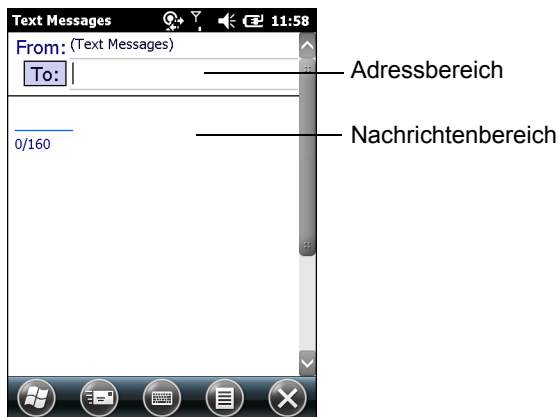 Text Messages 11:58
From: (Text Messages)
To:
Adressbereich
Nachrichtenbereich
0/160